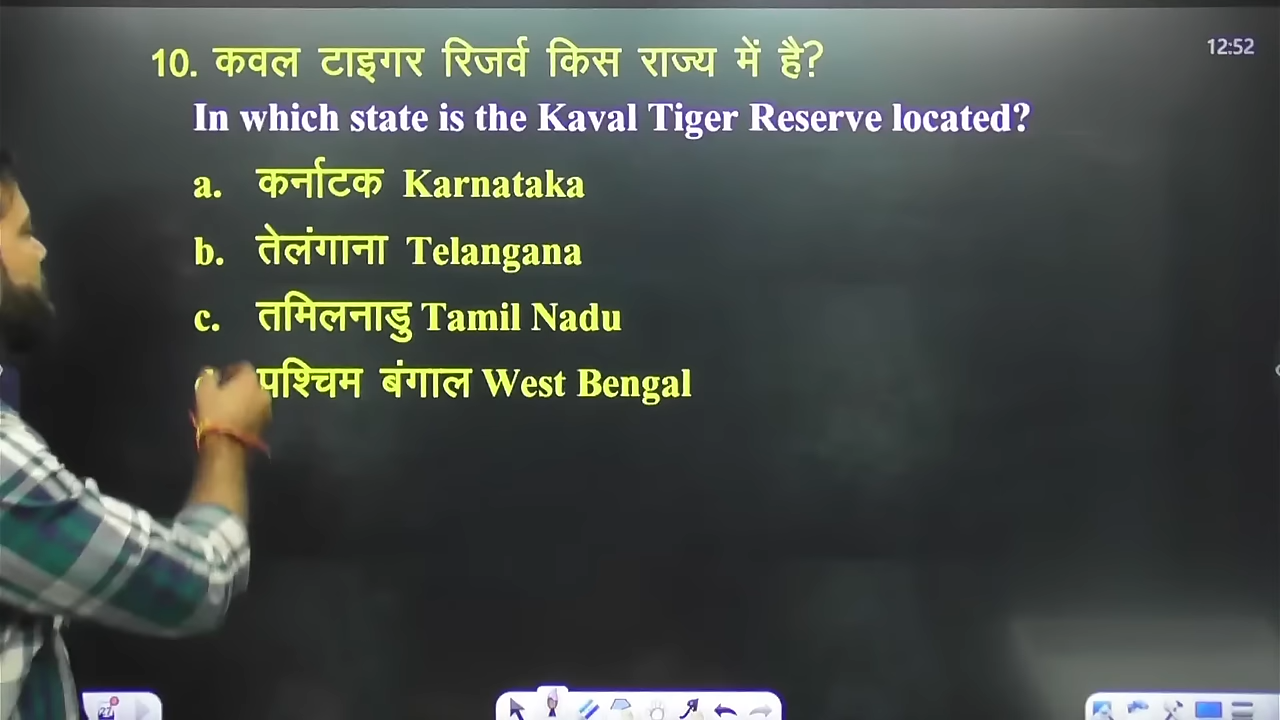 10. कवल टाइगर रिजर्व किस राज्य में है?
12:52
In which state is the Kaval Tiger Reserve located?
a. कर्नाटक Karnataka
b. तेलंगाना Telangana
c. तमिलनाडु Tamil Nadu
पश्चिम बंगाल West Bengal
27